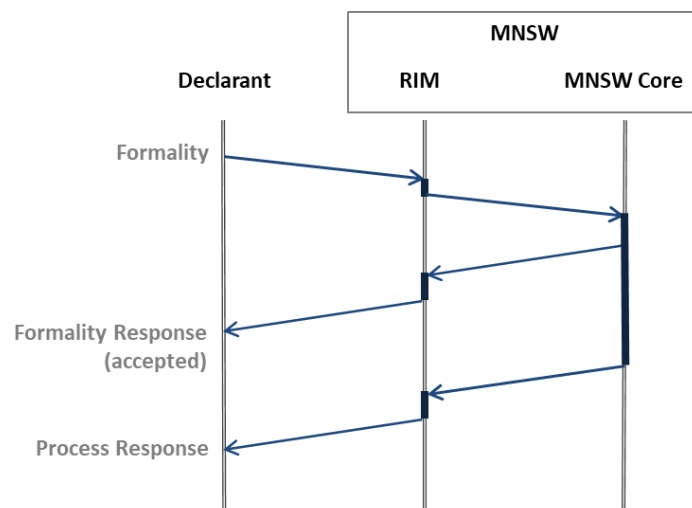 MNSW
Declarant
RIM
MNSW Core
Formality
Formality Response
(accepted)
Process Response